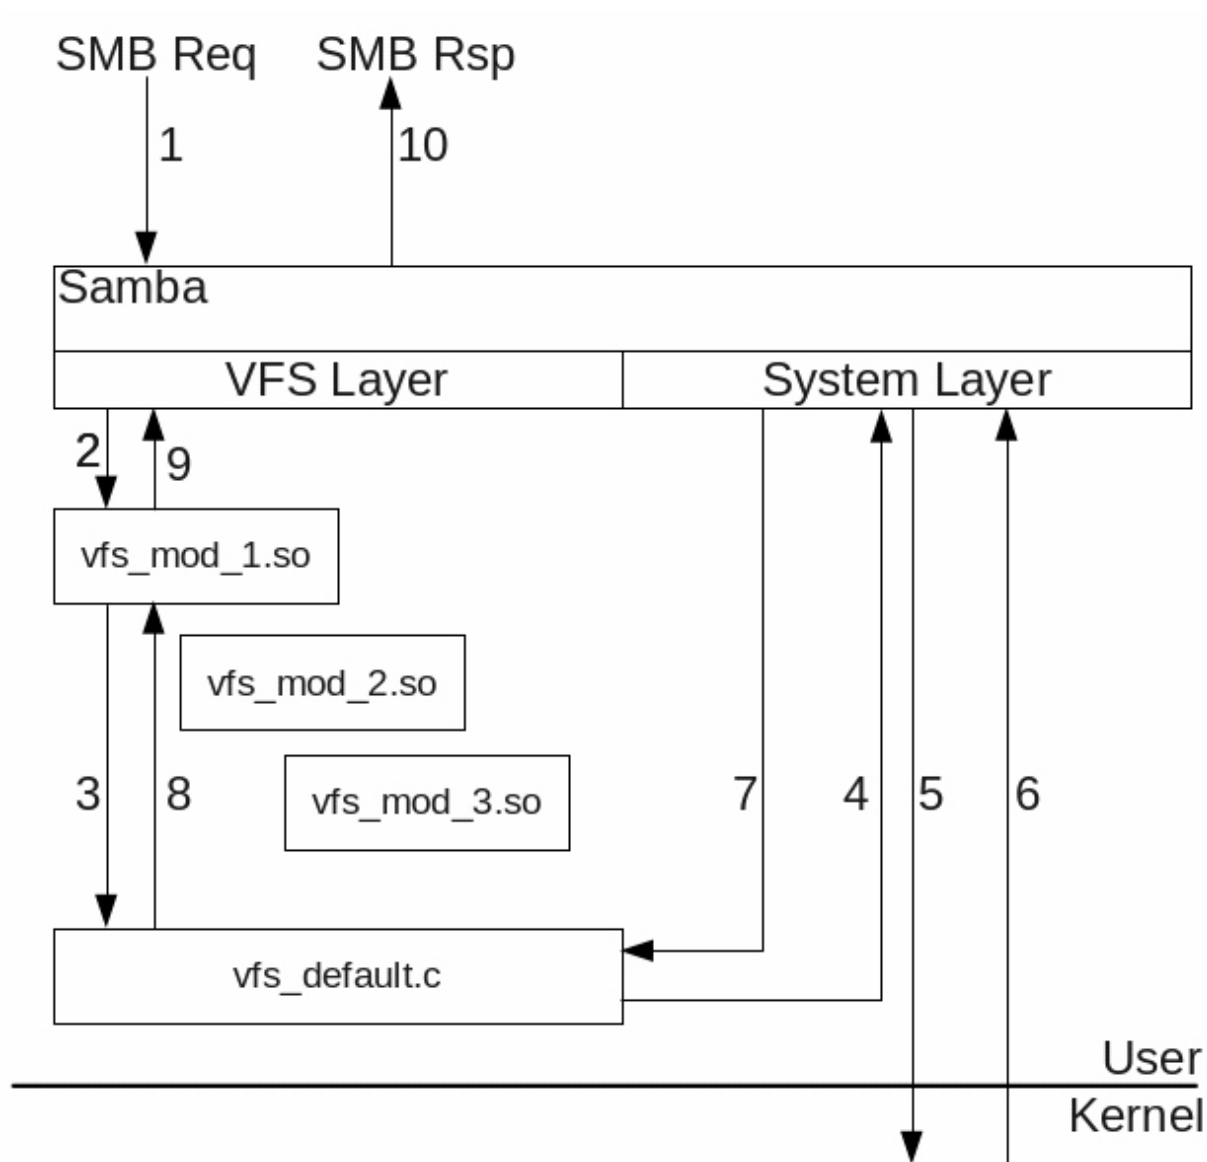 SMB Req SMB Rsp
1 10
Samba
VFS Layer System Layer
2 9
vfs_mod_1.so
vfs_mod_2.so
3 8 vfs_mod_3.so 7 4 5 6
vfs_default.c
User
Kernel